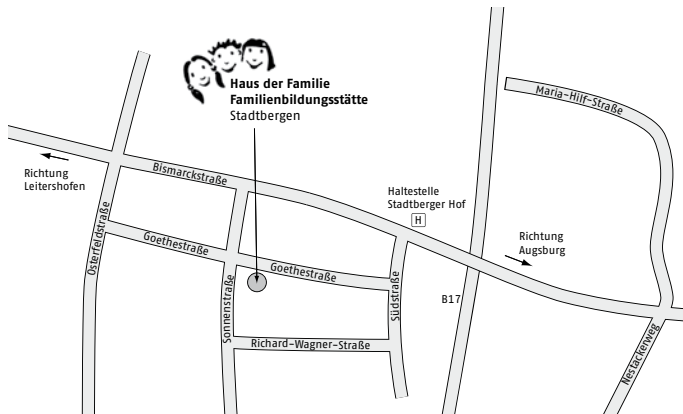 Haus der Familie
Familienbildungsstätte
Stadtbergen
Maria-Hilf-Straße
Richtung
Leitershofen
Bismarckstraße
Haltestelle
Stadtberger Hof
H
Osterfeldstraße
Goethestraße
Goethestraße
Richtung
Augsburg
Sonnenstraße
Südstraße
B17
Richard-Wagner-Straße
Nestackerweg